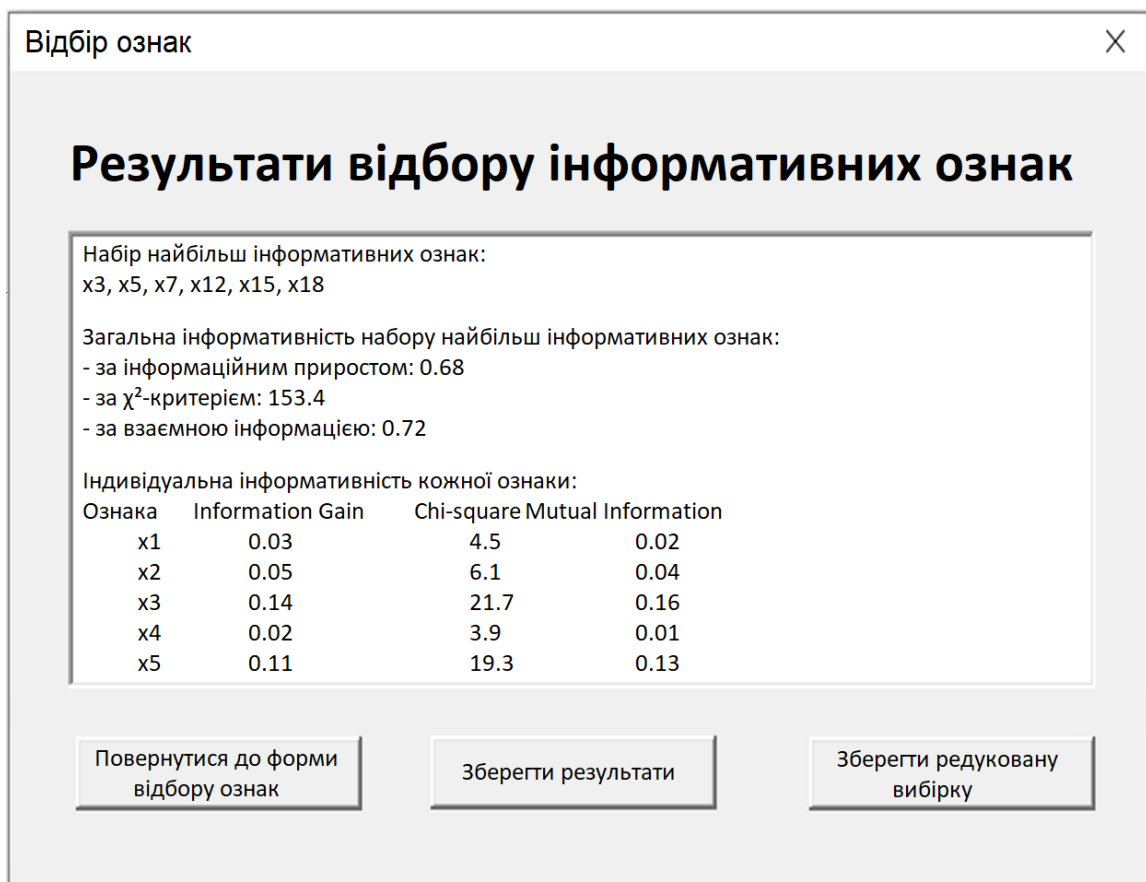 Відбір ознак
Результати відбору інформативних ознак
Набір найбільш інформативних ознак:
x3, x5, x7, x12, x15, x18
Загальна інформативність набору найбільш інформативних ознак:
- за інформаційним приростом: 0.68
- за χ²-критерієм: 153.4
- за взаємною інформацією: 0.72
Індивідуальна інформативність кожної ознаки:
Ознака Information Gain Chi-square Mutual Information
x1 0.03 4.5 0.02
x2 0.05 6.1 0.04
x3 0.14 21.7 0.16
x4 0.02 3.9 0.01
x5 0.11 19.3 0.13
Повернутися до форми
відбору ознак
Зберегти результати
Зберегти редуковану
вибірку